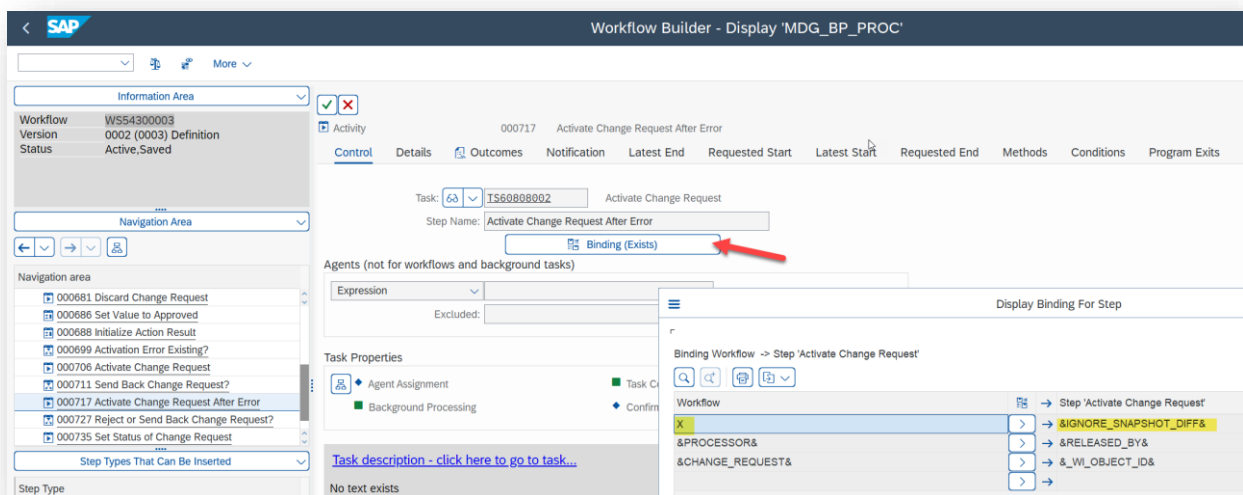 SAP
Workflow Builder - Display 'MDG_BP_PROC'
More
Information Area
Workflow WS54300003
Version 0002 (0003) Definition
Status Active,Saved
Navigation Area
Navigation area
000681 Discard Change Request
000686 Set Value to Approved
000688 Initialize Action Result
000699 Activation Error Existing?
000706 Activate Change Request
000711 Send Back Change Request?
000717 Activate Change Request After Error
000727 Reject or Send Back Change Request?
000735 Set Status of Change Request
Step Types That Can Be Inserted
Step Type
Activity 000717 Activate Change Request After Error
Control Details Outcomes Notification Latest End Requested Start Latest Start Requested End Methods Conditions Program Exits
Task: TS60808002 Activate Change Request
Step Name: Activate Change Request After Error
Binding (Exists)
Agents (not for workflows and background tasks)
Expression
Excluded:
Task Properties
Agent Assignment Task
Background Processing
Task description - click here to go to task...
No text exists
Display Binding For Step
Binding Workflow -> Step 'Activate Change Request'
Workflow Step 'Activate Change Request'
X → &IGNORE_SNAPSHOT_DIFF&
&PROCESSOR& → &RELEASED_BY&
&CHANGE_REQUEST& → &_WI_OBJECT_ID&